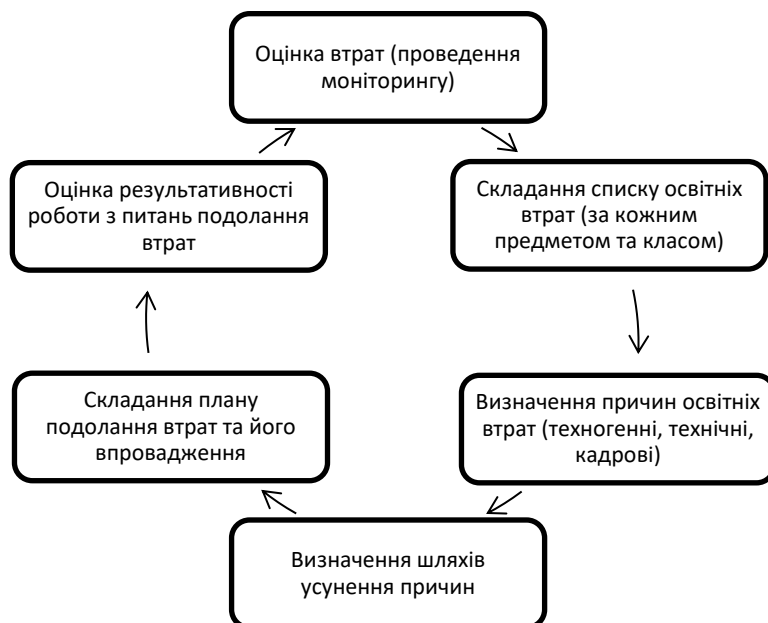 Оцінка втрат (проведення
моніторингу)
Складання списку освітніх
втрат (за кожним
предметом та класом)
Визначення причин освітніх
втрат (техногенні, технічні,
кадрові)
Визначення шляхів
усунення причин
Складання плану
подолання втрат та його
впровадження
Оцінка результативності
роботи з питань подолання
втрат